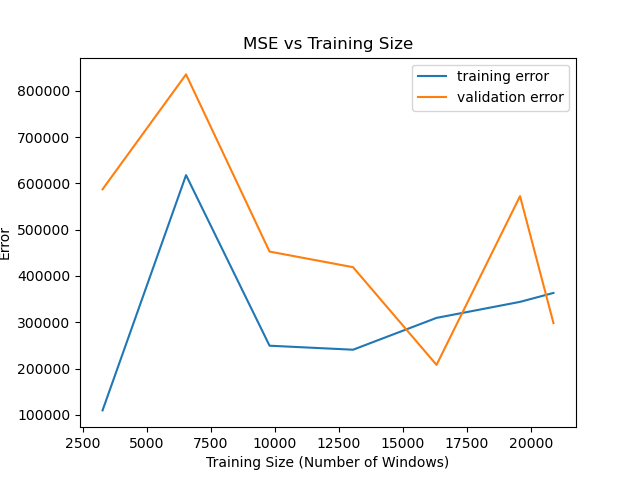 MSE vs Training Size
training error
validation error
800000
700000
600000
500000
400000
300000
200000
100000
Error
2500 5000 7500 10000 12500 15000 17500 20000
Training Size (Number of Windows)